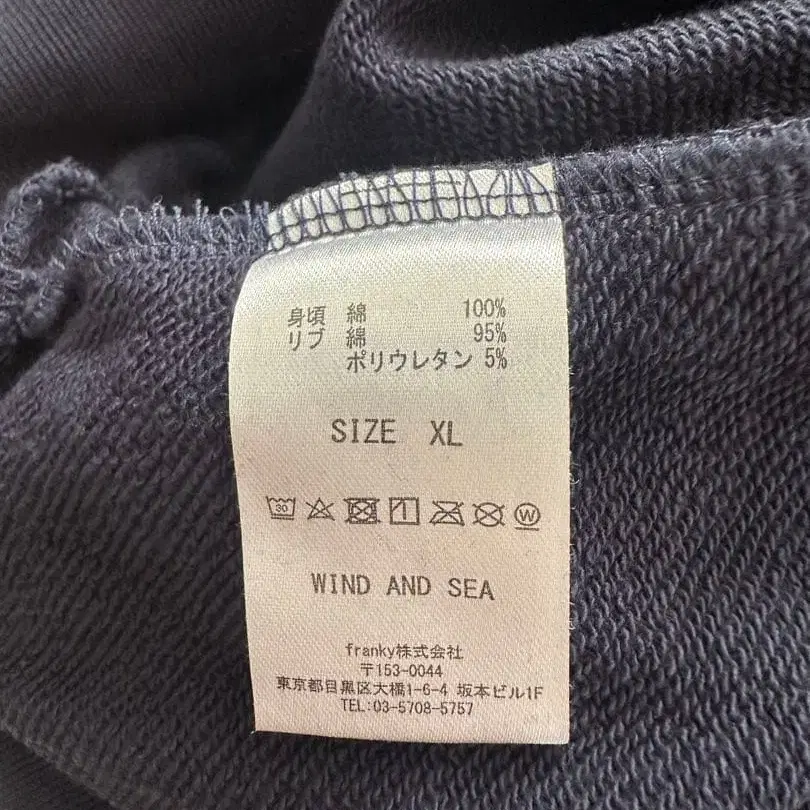 身頃 綿 100%
リブ 綿 95%
ポリウレタン 5%
SIZE XL
30 W
WIND AND SEA
franky株式会社
〒153-0044
東京都目黒区大橋1-6-4 坂本ビル1F
TEL:03-5708-5757